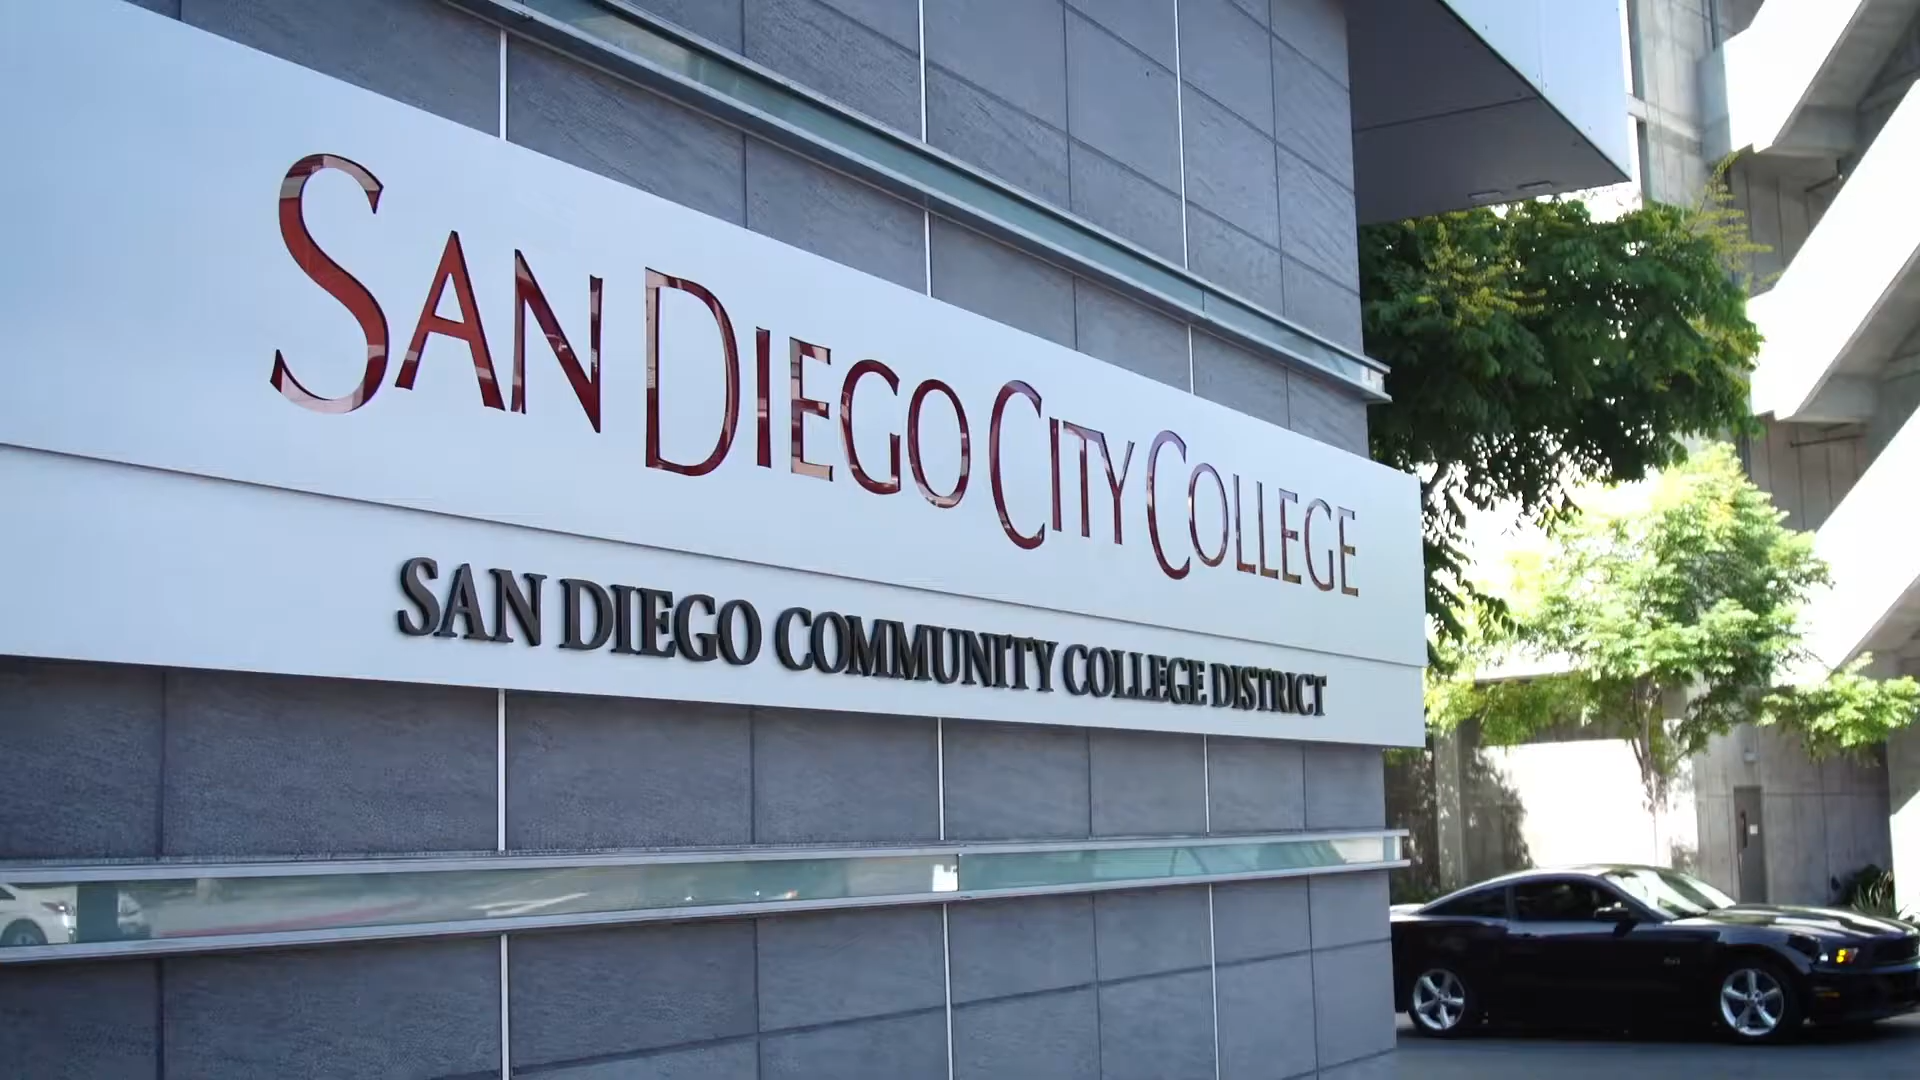 SAN DIEGO CITY COLLEGE
SAN DIEGO COMMUNITY COLLEGE DISTRICT